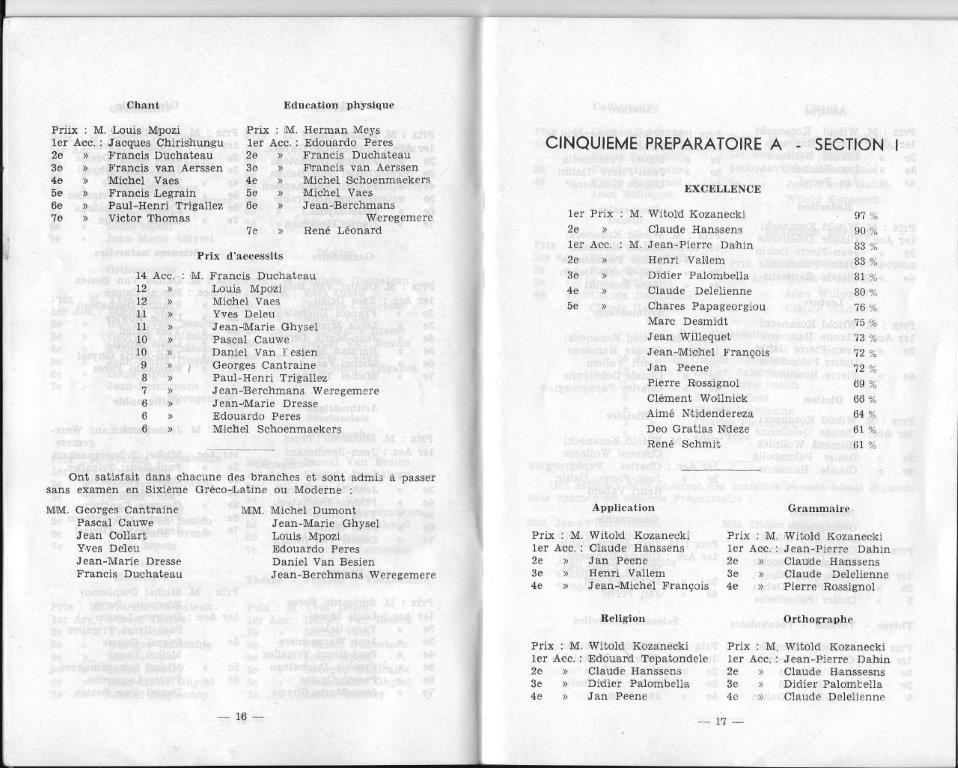 Chant
Priix : M. Louis Mpozi
1er Acc. : Jacques Chirishungu
2e » Francis Duchateau
3e » Francis van Aerssen
4e » Michel Vaes
5e » Francis Legrain
6e » Paul-Henri Trigallez
7e » Victor Thomas
Education physique
Prix : M. Herman Meys
1er Acc. : Edouardo Peres
2e » Francis Duchateau
3e » Francis van Aerssen
4e » Michel Schoenmaekers
5e » Michel Vaes
6e » Jean-Berchmans
Weregemere
7e » René Léonard
Prix d'accessits
14 Acc. : M. Francis Duchateau
12 » Louis Mpozi
12 » Michel Vaes
11 » Yves Deleu
11 » Jean-Marie Ghysel
10 » Pascal Cauwe
10 » Daniel Van Besien
9 » Georges Cantraine
8 » Paul-Henri Trigallez
7 » Jean-Berchmans Weregemere
6 » Jean-Marie Dresse
6 » Edouardo Peres
6 » Michel Schoemaekers
Ont satisfait dans chacune des branches et sont admis à passer
sans examen en Sixième Gréco-Latine ou Moderne :
MM. Georges Cantraine
Pascal Cauwe
Jean Collart
Yves Deleu
Jean-Marie Dresse
Francis Duchateau
MM. Michel Dumont
Jean-Marie Ghysel
Louis Mpozi
Edouardo Peres
Daniel Van Besien
Jean-Berchmans Weregemere
— 16 —
CINQUIEME PREPARATOIRE A - SECTION I
EXCELLENCE
1er Prix : M. Witold Kozanecki 97 %
2e » Claude Hanssens 90 %
1er Acc. : M. Jean-Pierre Dahin 83 %
2e » Henri Vallem 83 %
3e » Didier Palombella 81 %
4e » Claude Delelienne 80 %
5e » Chares Papageorgiou 76 %
Marc Desmidt 75 %
Jean Willequet 73 %
Jean-Michel François 72 %
Jan Peene 72 %
Pierre Rossignol 69 %
Clément Wollnick 66 %
Aimé Ntidendereza 64 %
Deo Gratias Ndeze 61 %
René Schmit 61 %
Application
Prix : M. Witold Kozanecki
1er Acc. : Claude Hanssens
2e » Jan Peene
3e » Henri Vallem
4e » Jean-Michel François
Grammaire
Prix : M. Witold Kozanecki
1er Acc. : Jean-Pierre Dahin
2e » Claude Hanssens
3e » Claude Delelienne
4e » Pierre Rossignol
Religion
Prix : M. Witold Kozanecki
1er Acc. : Edouard Tepatondele
2e » Claude Hanssens
3e » Didier Palombella
4e » Jan Peene
Orthographe
Prix : M. Witold Kozanecki
1er Acc. : Jean-Pierre Dahin
2e » Claude Hanssesns
3e » Didier Palombella
4e » Claude Delelienne
— 17 —